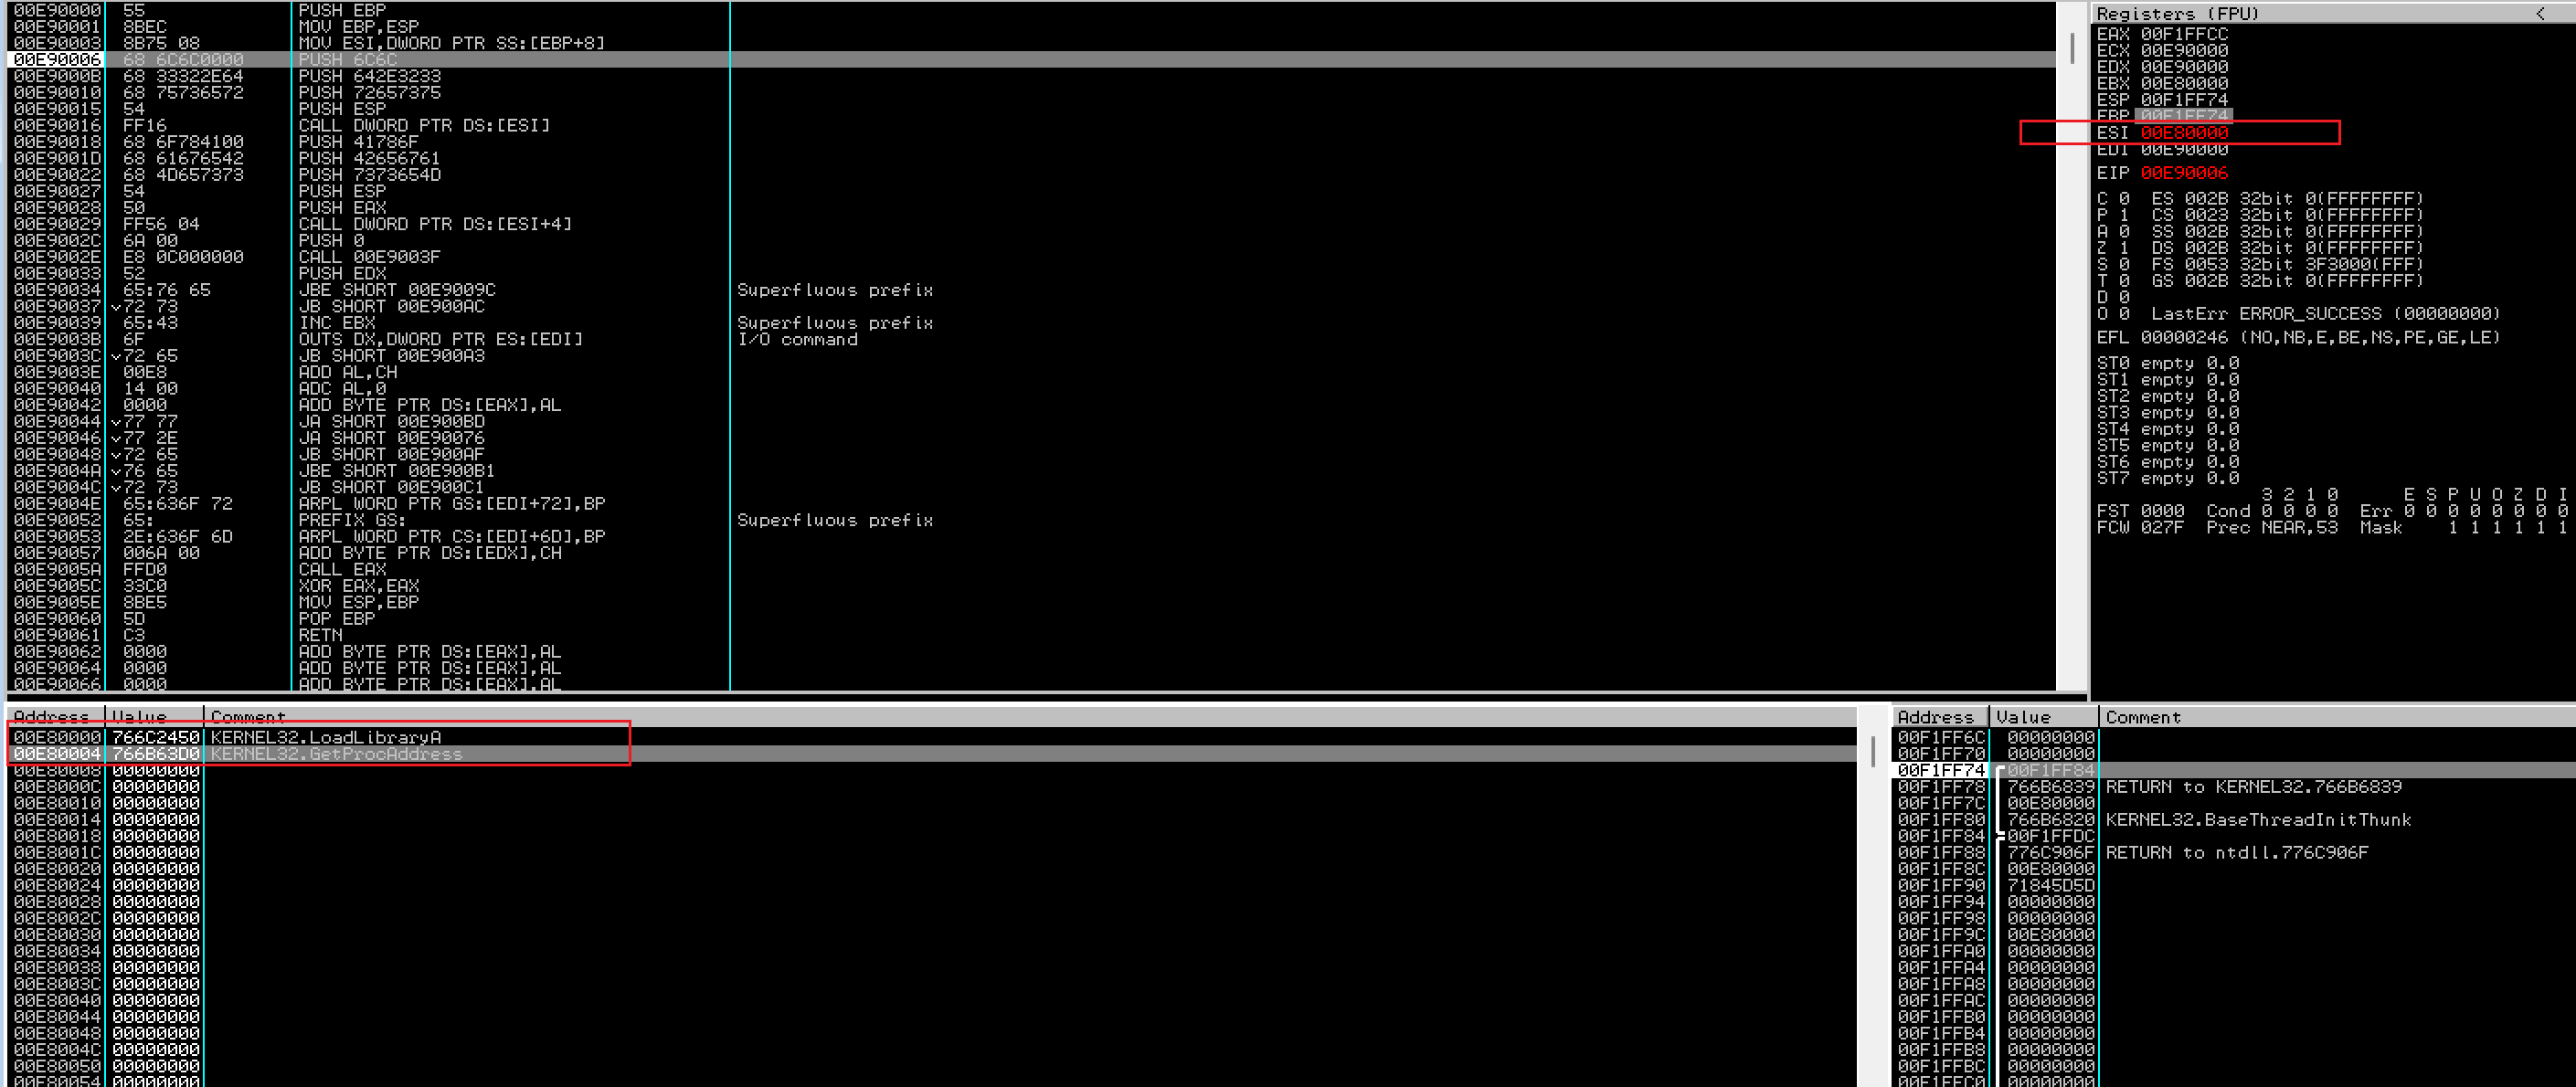 00E90000 55 PUSH EBP
00E90001 8BEC MOV EBP,ESP
00E90003 8B75 08 MOV ESI,DWORD PTR SS:[EBP+8]
00E90006 68 6C6C0000 PUSH 6C6C
00E9000B 68 33322E64 PUSH 642E3233
00E90010 68 75736572 PUSH 72657375
00E90015 54 PUSH ESP
00E90016 FF16 CALL DWORD PTR DS:[ESI]
00E90018 68 6F784100 PUSH 41786F
00E9001D 68 61676542 PUSH 42656761
00E90022 68 4D657373 PUSH 7373654D
00E90027 54 PUSH ESP
00E90028 50 PUSH EAX
00E90029 FF56 04 CALL DWORD PTR DS:[ESI+4]
00E9002C 6A 00 PUSH 0
00E9002E E8 0C000000 CALL 00E9003F
00E90033 52 PUSH EDX
00E90034 65:76 65 JBE SHORT 00E9009C Superfluous prefix
00E90037 72 73 JB SHORT 00E900AC
00E90039 65:43 INC EBX Superfluous prefix
00E9003B 6F OUTS DX,DWORD PTR ES:[EDI] I/O command
00E9003C 72 65 JB SHORT 00E900A3
00E9003E 00E8 ADD AL,CH
00E90040 14 00 ADC AL,0
00E90042 0000 ADD BYTE PTR DS:[EAX],AL
00E90044 77 77 JA SHORT 00E900BD
00E90046 77 2E JA SHORT 00E90076
00E90048 72 65 JB SHORT 00E900AF
00E9004A 76 65 JBE SHORT 00E900B1
00E9004C 72 73 JB SHORT 00E900C1
00E9004E 65:636F 72 ARPL WORD PTR GS:[EDI+72],BP
00E90052 65: PREFIX GS: Superfluous prefix
00E90053 2E:636F 6D ARPL WORD PTR CS:[EDI+6D],BP
00E90057 006A 00 ADD BYTE PTR DS:[EDX],CH
00E9005A FFD0 CALL EAX
00E9005C 33C0 XOR EAX,EAX
00E9005E 8BE5 MOV ESP,EBP
00E90060 5D POP EBP
00E90061 C3 RETN
00E90062 0000 ADD BYTE PTR DS:[EAX],AL
00E90064 0000 ADD BYTE PTR DS:[EAX],AL
00E90066 0000 ADD BYTE PTR DS:[EAX],AL
Registers (FPU) <
EAX 00F1FFCC
ECX 00E90000
EDX 00E90000
EBX 00E80000
ESP 00F1FF74
EBP 00F1FF74
ESI 00E80000
EDI 00E90000
EIP 00E90006
C 0 ES 002B 32bit 0(FFFFFFFF)
P 1 CS 0023 32bit 0(FFFFFFFF)
A 0 SS 002B 32bit 0(FFFFFFFF)
Z 1 DS 002B 32bit 0(FFFFFFFF)
S 0 FS 0053 32bit 3F3000(FFF)
T 0 GS 002B 32bit 0(FFFFFFFF)
D 0
O 0 LastErr ERROR_SUCCESS (00000000)
EFL 00000246 (NO,NB,E,BE,NS,PE,GE,LE)
ST0 empty 0.0
ST1 empty 0.0
ST2 empty 0.0
ST3 empty 0.0
ST4 empty 0.0
ST5 empty 0.0
ST6 empty 0.0
ST7 empty 0.0
3 2 1 0 E S P U O Z D I
FST 0000 Cond 0 0 0 0 Err 0 0 0 0 0 0 0 0
FCW 027F Prec NEAR,53 Mask 1 1 1 1 1 1
Address Value Comment
00E80000 766C2450 KERNEL32.LoadLibraryA
00E80004 766B63D0 KERNEL32.GetProcAddress
00E80008 00000000
00E8000C 00000000
00E80010 00000000
00E80014 00000000
00E80018 00000000
00E8001C 00000000
00E80020 00000000
00E80024 00000000
00E80028 00000000
00E8002C 00000000
00E80030 00000000
00E80034 00000000
00E80038 00000000
00E8003C 00000000
00E80040 00000000
00E80044 00000000
00E80048 00000000
00E8004C 00000000
00E80050 00000000
00E80054 00000000
Address Value Comment
00F1FF6C 00000000
00F1FF70 00000000
00F1FF74 00F1FF84
00F1FF78 766B6839 RETURN to KERNEL32.766B6839
00F1FF7C 00E80000
00F1FF80 766B6820 KERNEL32.BaseThreadInitThunk
00F1FF84 00F1FFDC
00F1FF88 776C906F RETURN to ntdll.776C906F
00F1FF8C 00E80000
00F1FF90 71845D5D
00F1FF94 00000000
00F1FF98 00000000
00F1FF9C 00E80000
00F1FFA0 00000000
00F1FFA4 00000000
00F1FFA8 00000000
00F1FFAC 00000000
00F1FFB0 00000000
00F1FFB4 00000000
00F1FFB8 00000000
00F1FFBC 00000000
00F1FFC0 00000000